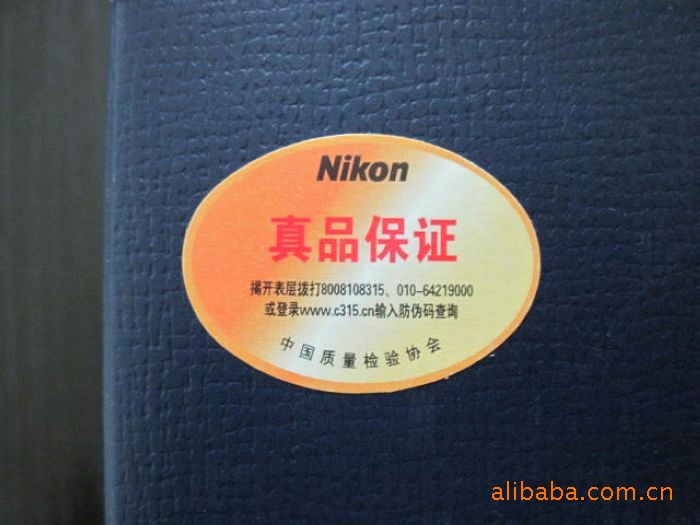 Nikon
真品保证
揭开表层拨打8008108315、010-64219000
或登录www.c315.cn输入防伪码查询
中国质量检验协会
alibaba.com.cn